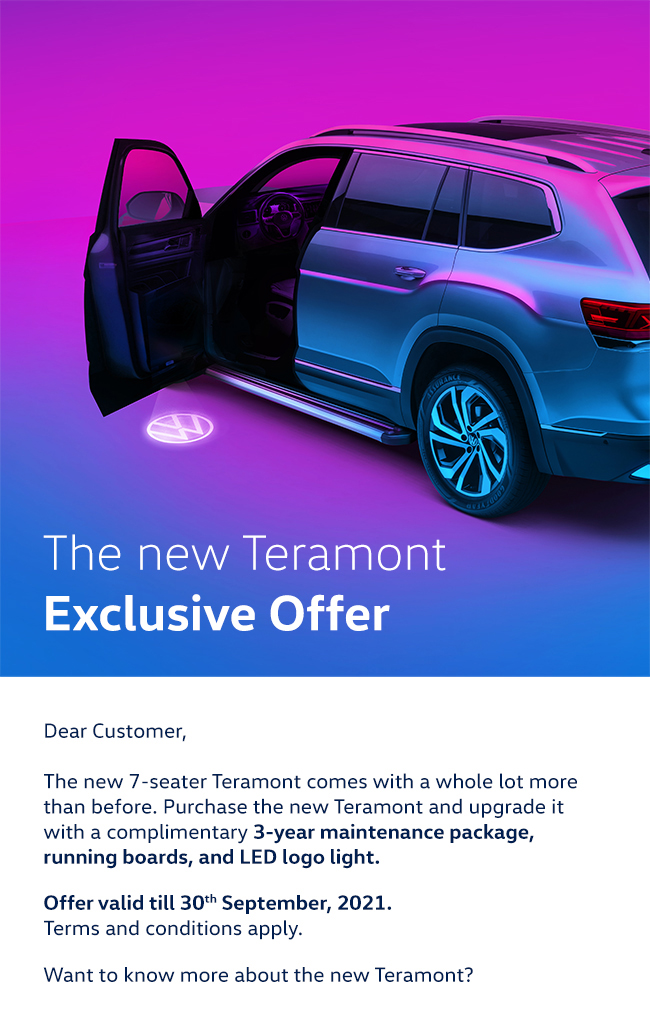 The new Teramont
Exclusive Offer
Dear Customer,
The new 7-seater Teramont comes with a whole lot more
than before. Purchase the new Teramont and upgrade it
with a complimentary 3-year maintenance package,
running boards, and LED logo light.
Offer valid till 30th September, 2021.
Terms and conditions apply.
Want to know more about the new Teramont?